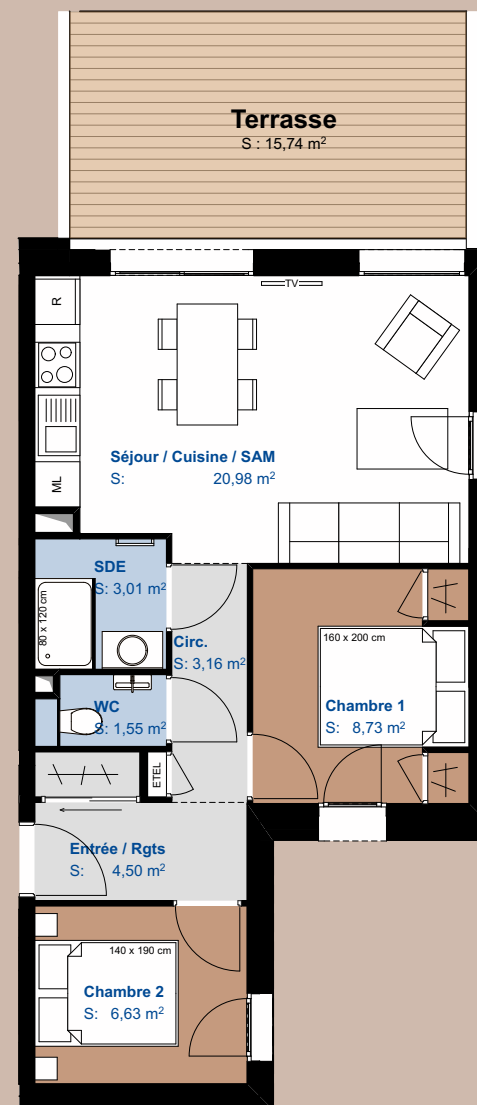 Terrasse
S : 15,74 m²
TV
R
Séjour / Cuisine / SAM
S: 20,98 m²
ML
SDE
S: 3,01 m²
80 x 120 cm
Circ.
S: 3,16 m²
160 x 200 cm
Chambre 1
S: 8,73 m²
WC
S: 1,55 m²
ETEL
Entrée / Rgts
S: 4,50 m²
140 x 190 cm
Chambre 2
S: 6,63 m²